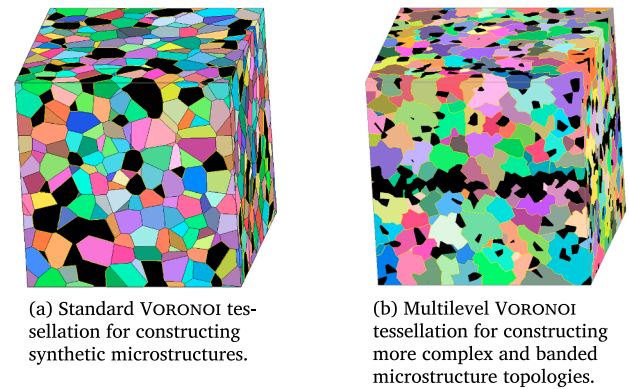 (a) Standard VORONOI tes-
sellation for constructing
synthetic microstructures.
(b) Multilevel VORONOI
tessellation for constructing
more complex and banded
microstructure topologies.